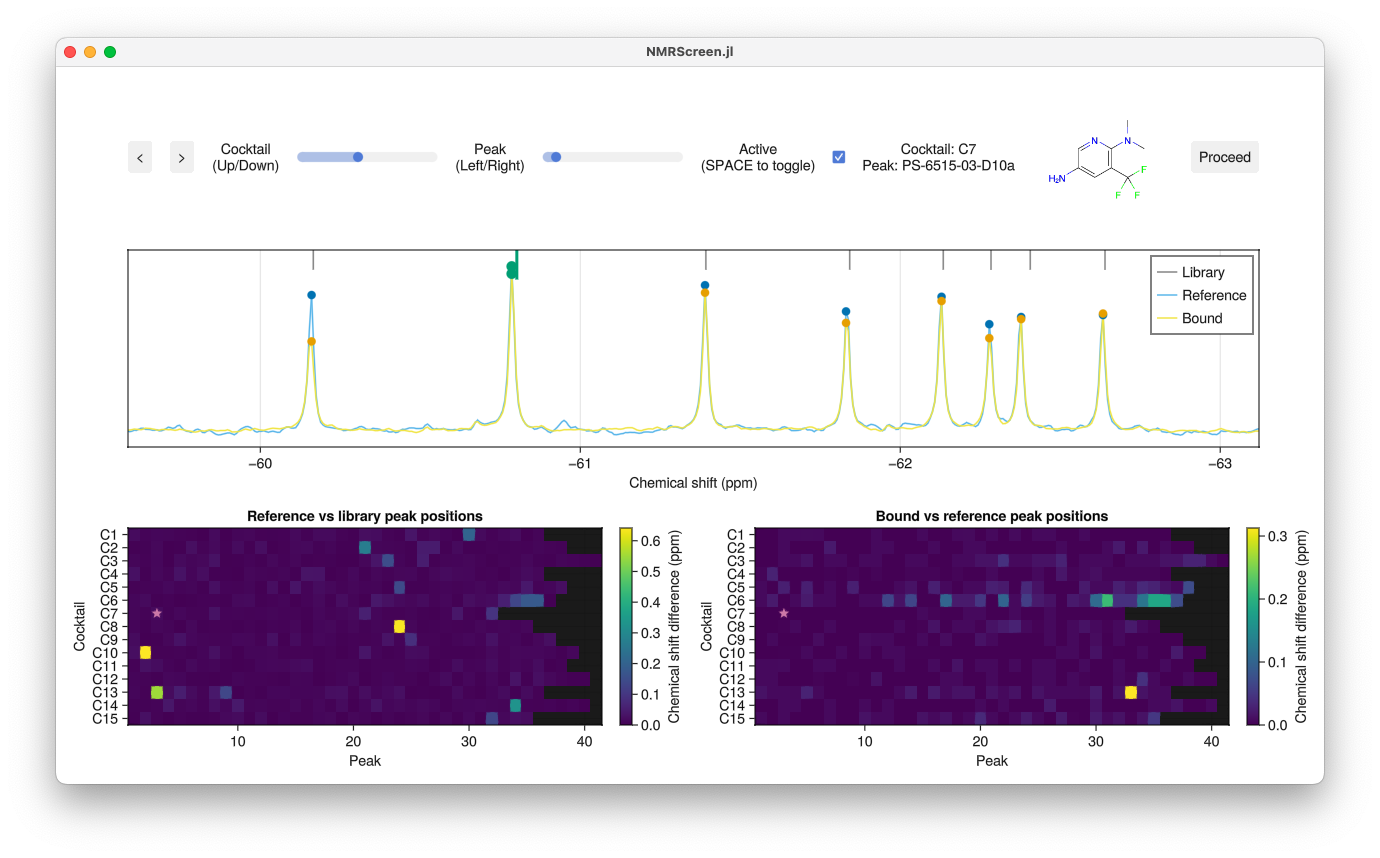 NMRScreen.jl
<
>
Cocktail
(Up/Down)
Peak
(Left/Right)
Active
(SPACE to toggle)
Cocktail: C7
Peak: PS-6515-03-D10a
N
N
H₂N
F
F
F
Proceed
Library
Reference
Bound
−60
−61
−62
−63
Chemical shift (ppm)
Reference vs library peak positions
Cocktail
C1
C2
C3
C4
C5
C6
C7
C8
C9
C10
C11
C12
C13
C14
C15
10
20
30
40
Peak
0.6
0.5
0.4
0.3
0.2
0.1
0.0
Chemical shift difference (ppm)
Bound vs reference peak positions
Cocktail
C1
C2
C3
C4
C5
C6
C7
C8
C9
C10
C11
C12
C13
C14
C15
10
20
30
40
Peak
0.3
0.2
0.1
0.0
Chemical shift difference (ppm)